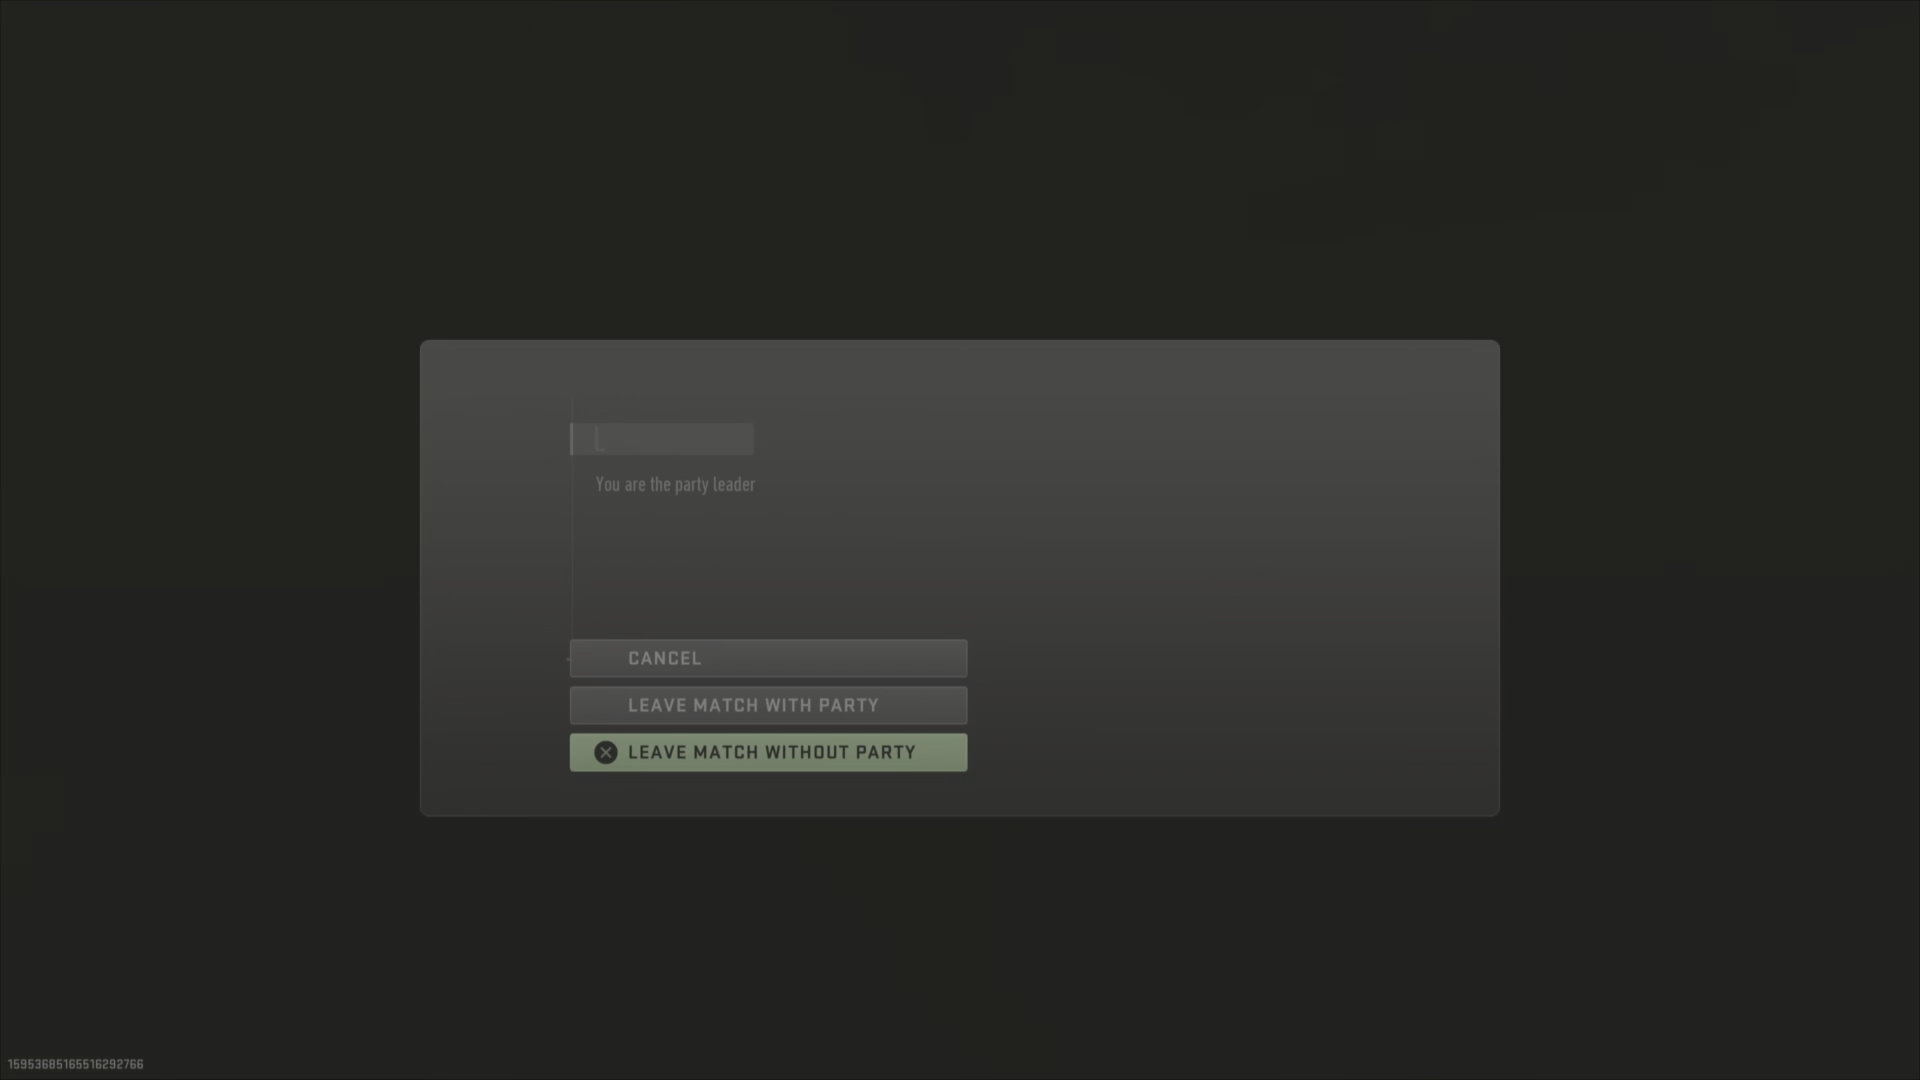 L
You are the party leader
CANCEL
LEAVE MATCH WITH PARTY
LEAVE MATCH WITHOUT PARTY
15953685165516292766